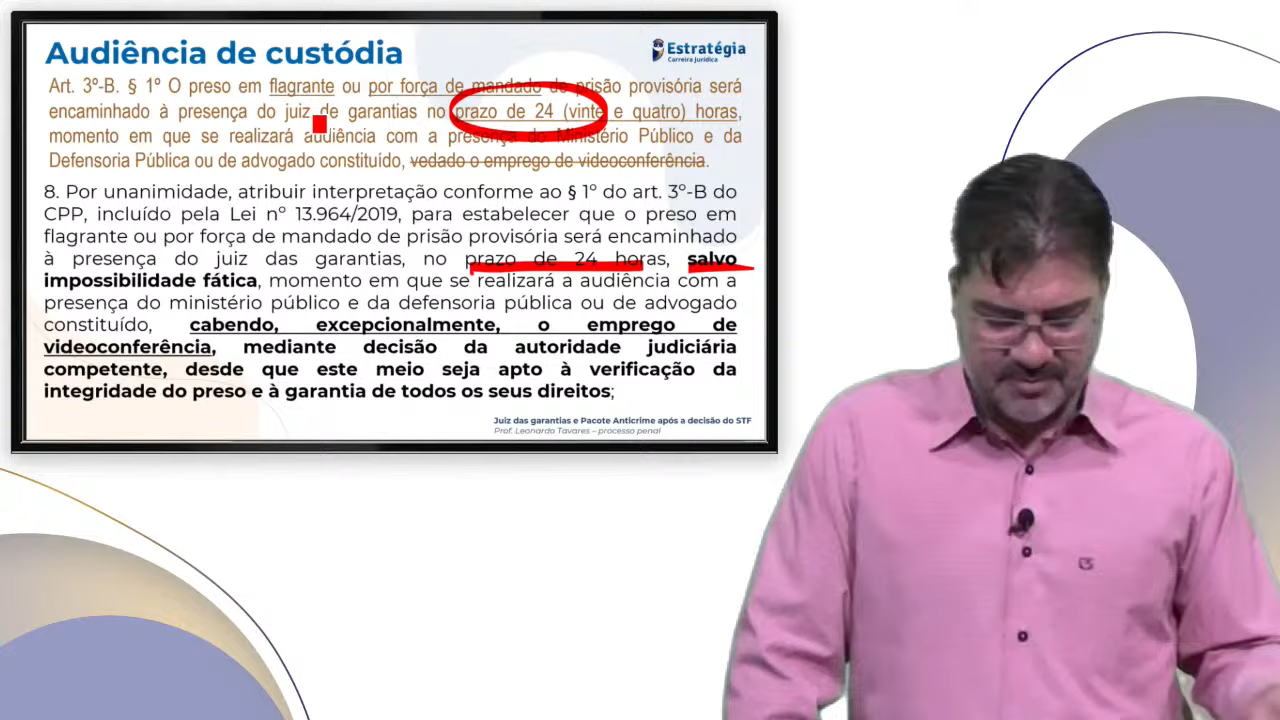 Audiência de custódia
Estratégia
Carreira Jurídica
Art. 3º-B. § 1º O preso em flagrante ou por força de mandado de prisão provisória será
encaminhado à presença do juiz de garantias no prazo de 24 (vinte e quatro) horas,
momento em que se realizará audiência com a presença do Ministério Público e da
Defensoria Pública ou de advogado constituído, vedado o emprego de videoconferência.
8. Por unanimidade, atribuir interpretação conforme ao § 1º do art. 3º-B do
CPP, incluído pela Lei nº 13.964/2019, para estabelecer que o preso em
flagrante ou por força de mandado de prisão provisória será encaminhado
à presença do juiz das garantias, no prazo de 24 horas, salvo
impossibilidade fática, momento em que se realizará a audiência com a
presença do ministério público e da defensoria pública ou de advogado
constituído, cabendo, excepcionalmente, o emprego de
videoconferência, mediante decisão da autoridade judiciária
competente, desde que este meio seja apto à verificação da
integridade do preso e à garantia de todos os seus direitos;
Juiz das garantias e Pacote Anticrime após a decisão do STF
Prof. Leonardo Tavares – processo penal